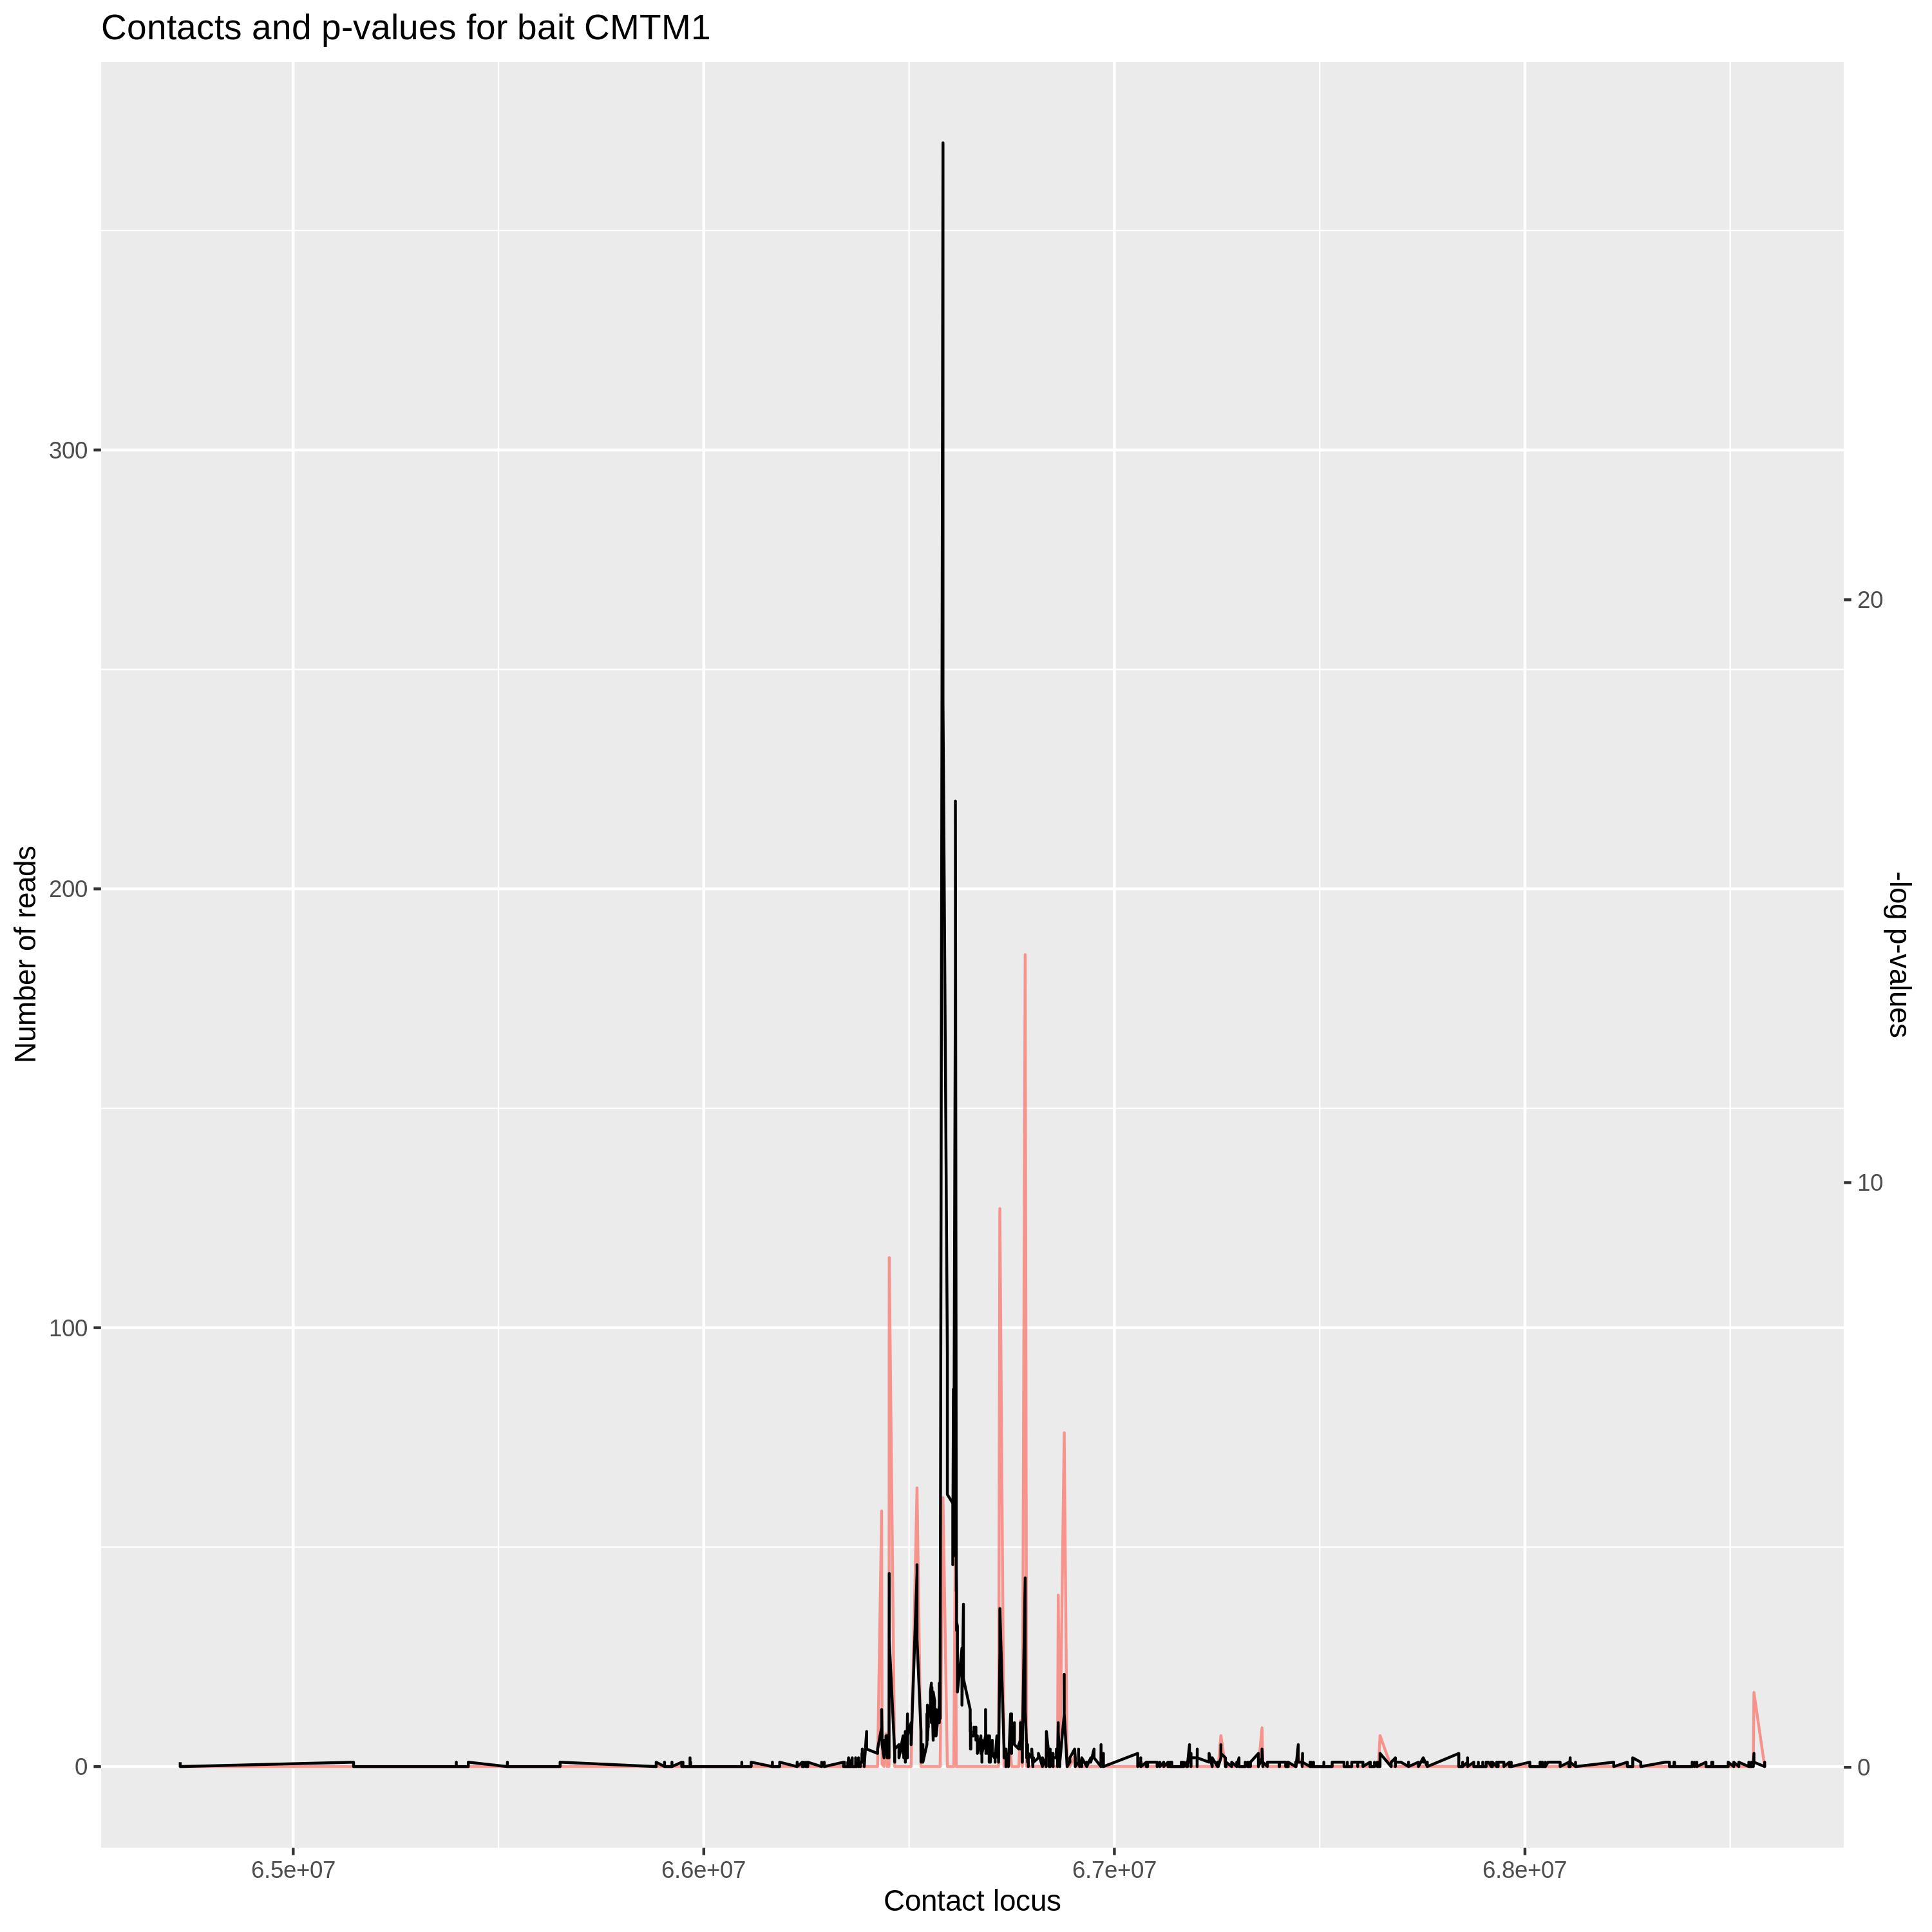 Contacts and p-values for bait CMTM1
Number of reads
300
200
100
0
20
10
0
-log p-values
6.5e+07
6.6e+07
6.7e+07
6.8e+07
Contact locus